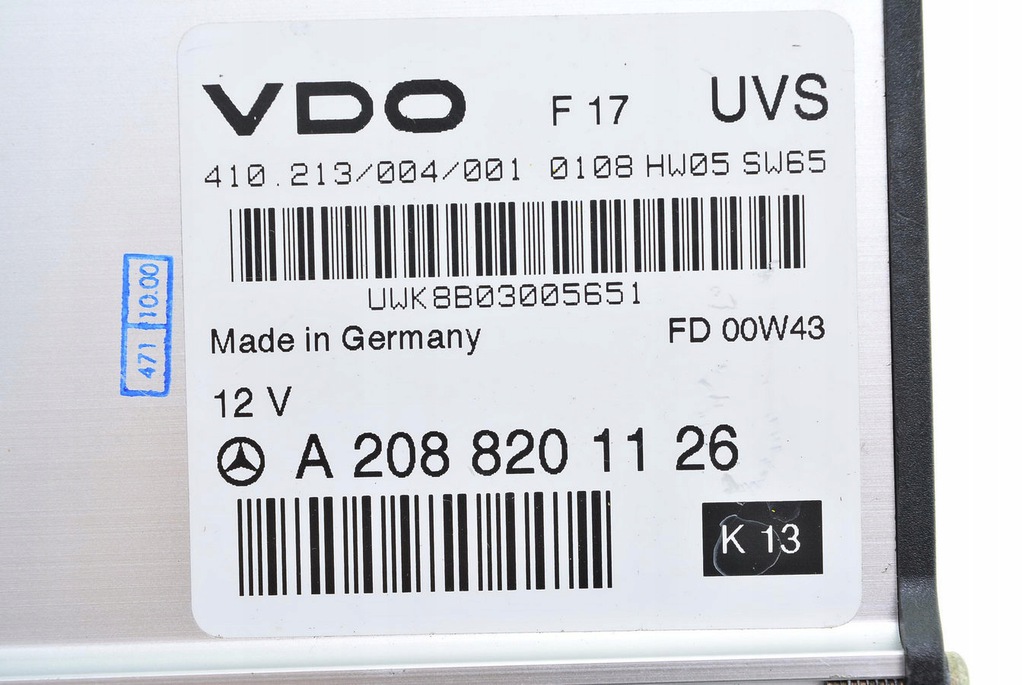 VDO F 17 UVS
410.213/004/001 0108 HW05 SW65
UWK8B03005651
Made in Germany FD 00W43
12 V
A 208 820 11 26
K 13
471 10.00